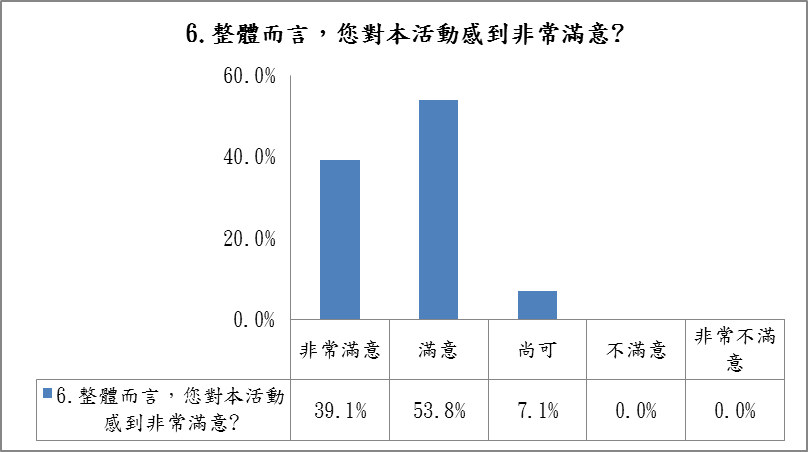 6.整體而言，您對本活動感到非常滿意?
60.0%
40.0%
20.0%
0.0%
非常滿意 滿意 尚可 不滿意 非常不滿
意
6.整體而言，您對本活動
感到非常滿意?
39.1% 53.8% 7.1% 0.0% 0.0%